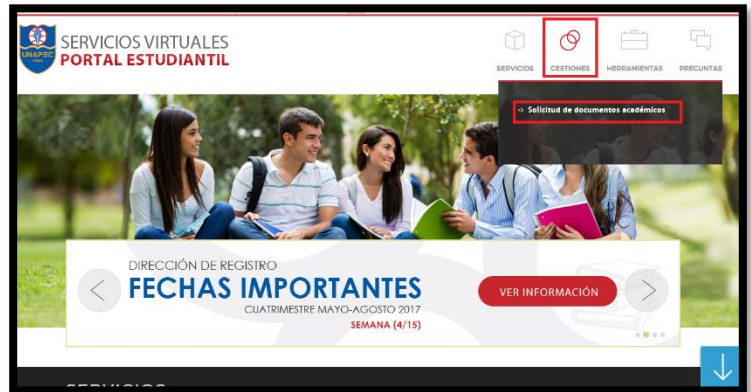 UNAPEC
SERVICIOS VIRTUALES
PORTAL ESTUDIANTIL
SERVICIOS
GESTIONES
HERRAMIENTAS
PREGUNTAS
-> Solicitud de documentos académicos
DIRECCIÓN DE REGISTRO
FECHAS IMPORTANTES
CUATRIMESTRE MAYO-AGOSTO 2017
SEMANA (4/15)
VER INFORMACIÓN
SERVICIOS